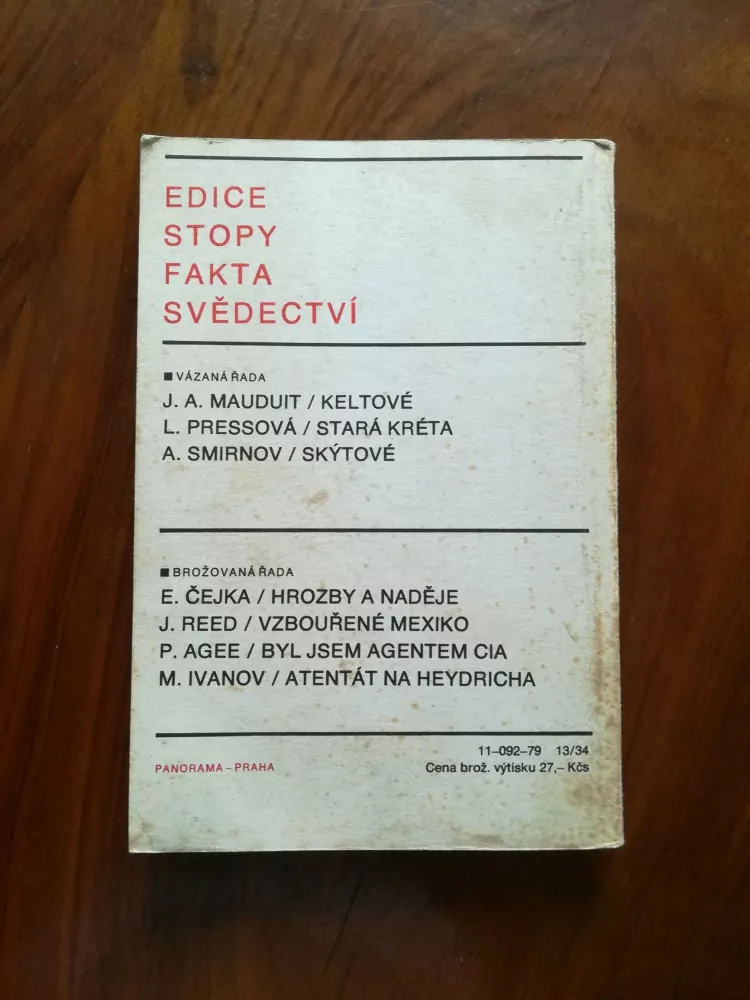 EDICE
STOPY
FAKTA
SVĚDECTVÍ
■ VÁZANÁ ŘADA
J. A. MAUDUIT / KELTOVÉ
L. PRESSOVÁ / STARÁ KRÉTA
A. SMIRNOV / SKÝTOVÉ
■ BROŽOVANÁ ŘADA
E. ČEJKA / HROZBY A NADĚJE
J. REED / VZBOUŘENÉ MEXIKO
P. AGEE / BYL JSEM AGENTEM CIA
M. IVANOV / ATENTÁT NA HEYDRICHA
11–092–79 13/34
PANORAMA – PRAHA Cena brož. výtisku 27,– Kčs